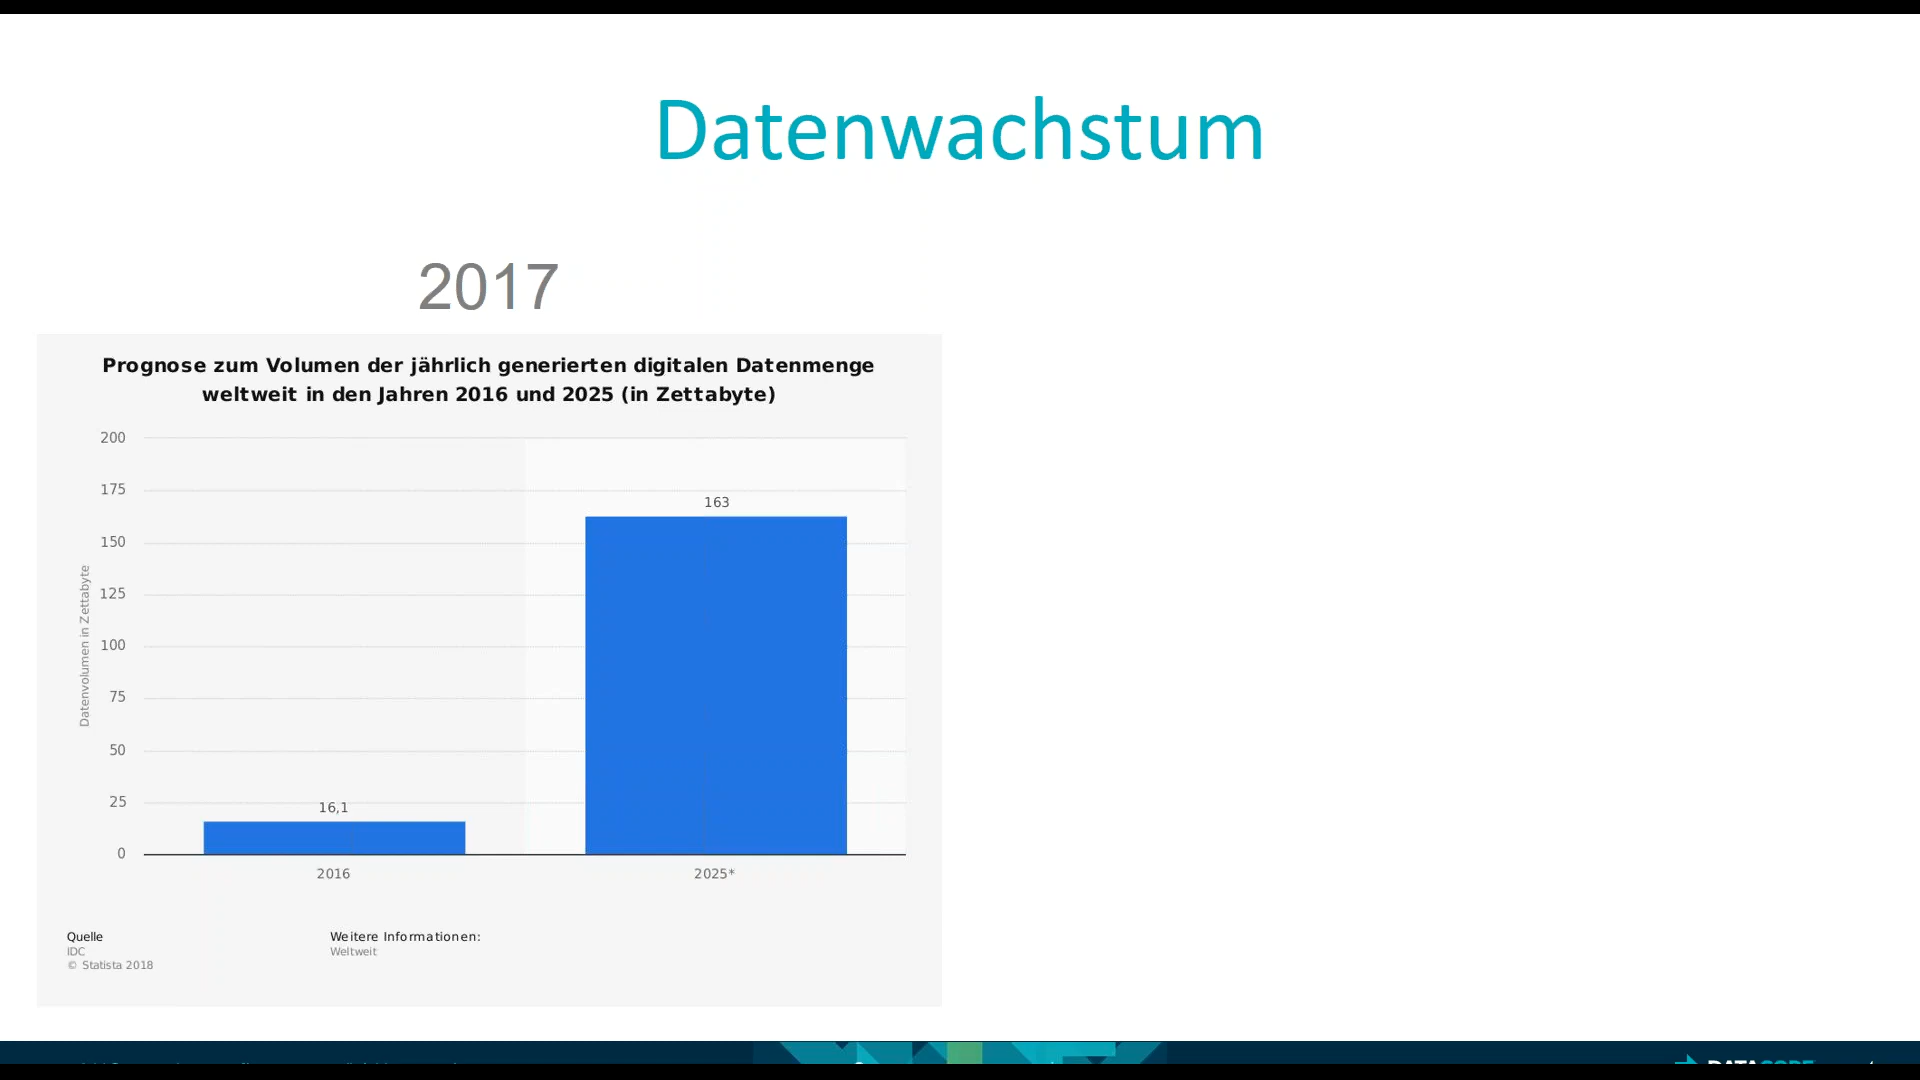 Datenwachstum
2017
Prognose zum Volumen der jährlich generierten digitalen Datenmenge
weltweit in den Jahren 2016 und 2025 (in Zettabyte)
Datenvolumen in Zettabyte
200
175
150
125
100
75
50
25
0
163
16,1
2016
2025*
Quelle
IDC
© Statista 2018
Weitere Informationen:
Weltweit